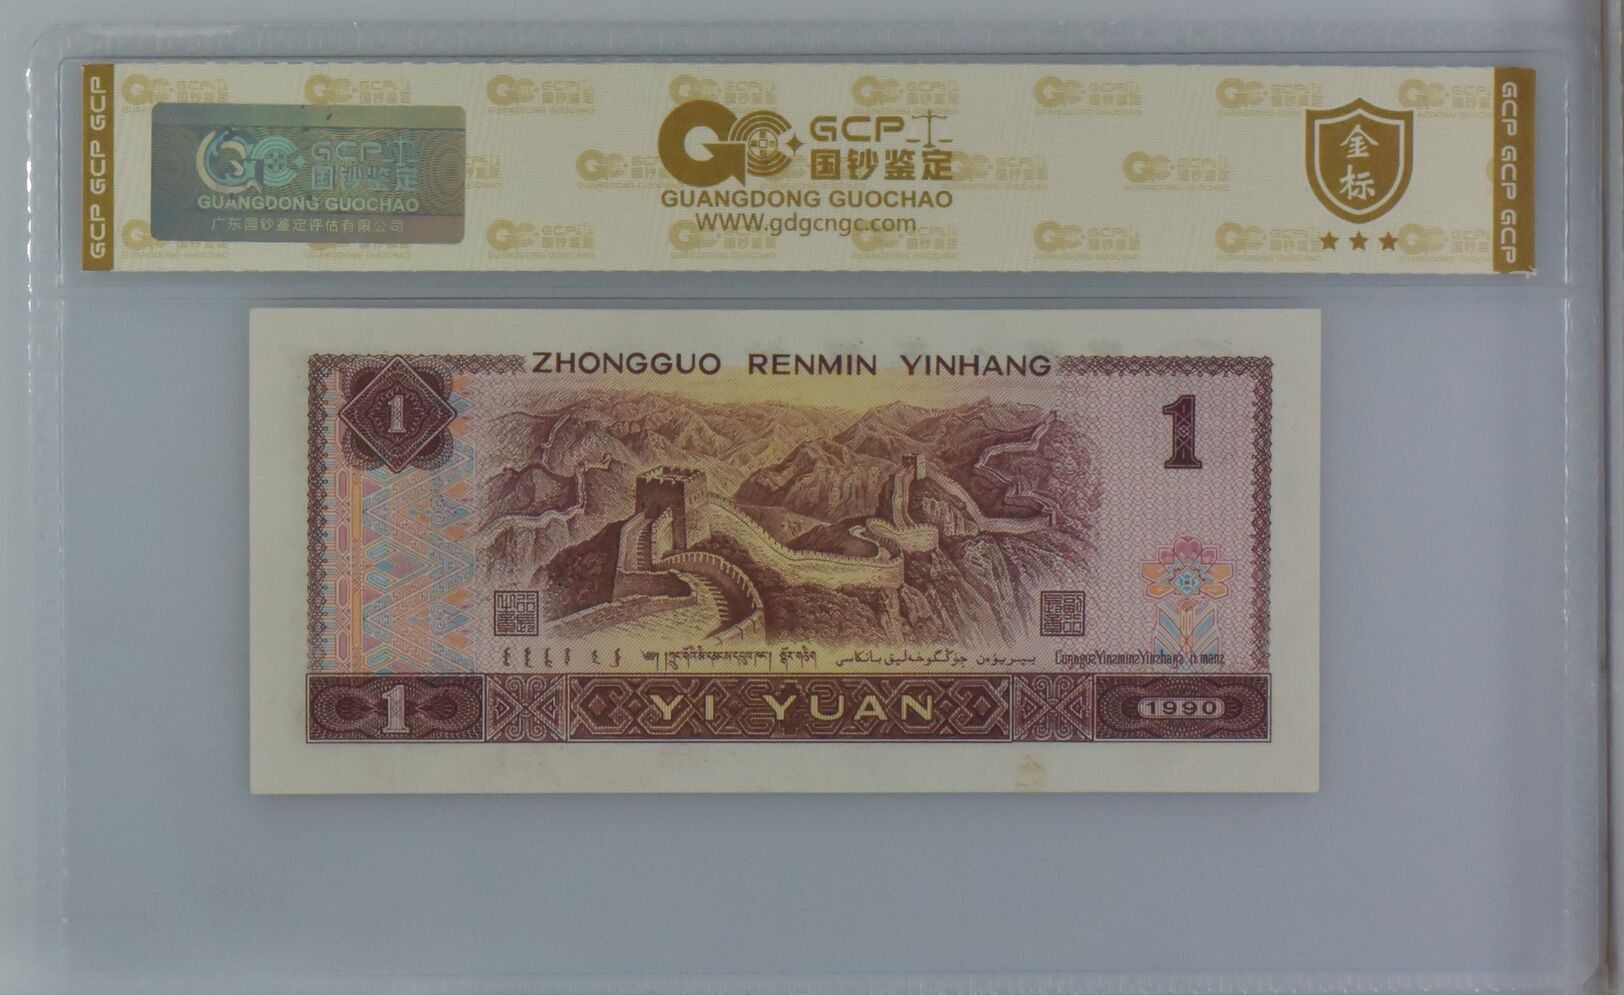 GCP GCP GCP
GCP
国钞鉴定
GUANGDONG GUOCHAO
广东国钞鉴定评估有限公司
GCP
国钞鉴定
GUANGDONG GUOCHAO
WWW.gdgcngc.com
金
标
GCP GCP GCP
ZHONGGUO RENMIN YINHANG
1
1
1
YI YUAN
1990